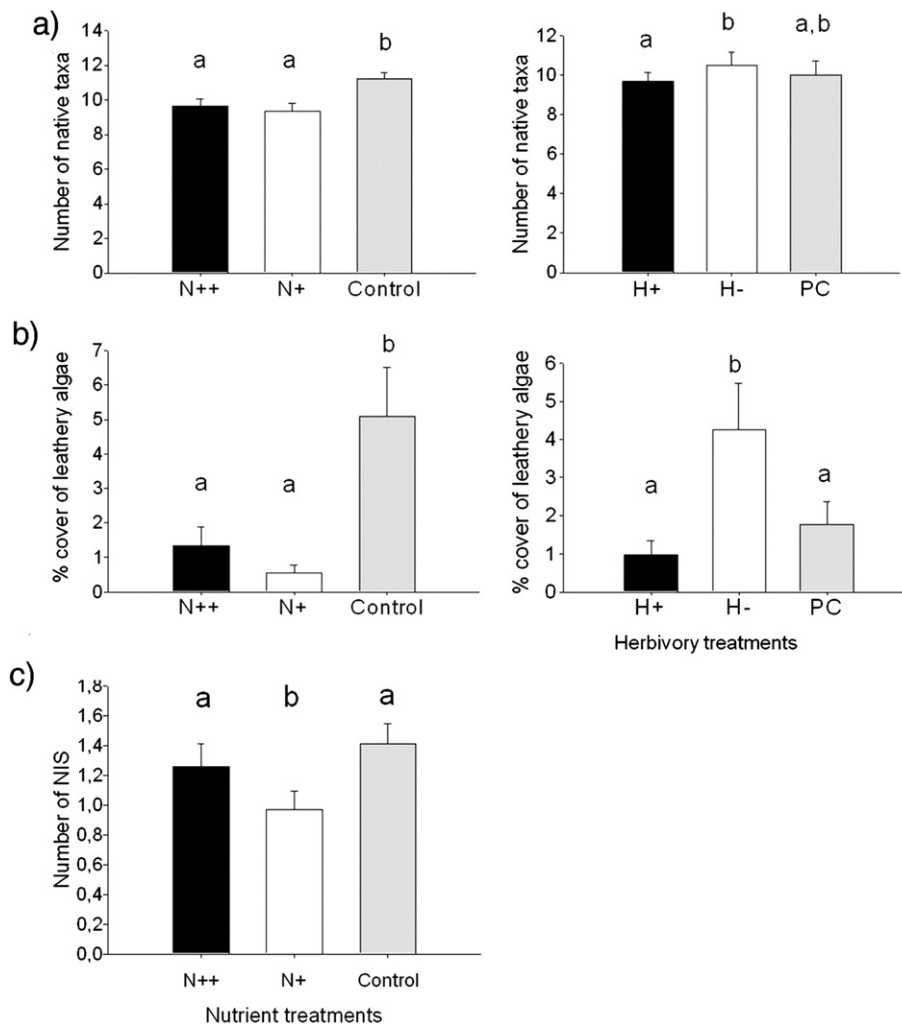 a)
Number of native taxa
14
12
10
8
6
4
2
0
a
a
b
N++ N+ Control
Number of native taxa
12
10
8
6
4
2
0
a
b
a,b
H+ H- PC
b)
% cover of leathery algae
7
6
5
4
3
2
1
0
a
a
b
N++ N+ Control
% cover of leathery algae
6
5
4
3
2
1
0
a
b
a
H+ H- PC
Herbivory treatments
c)
Number of NIS
1,8
1,6
1,4
1,2
1,0
0,8
0,6
0,4
0,2
0,0
a
b
a
N++ N+ Control
Nutrient treatments